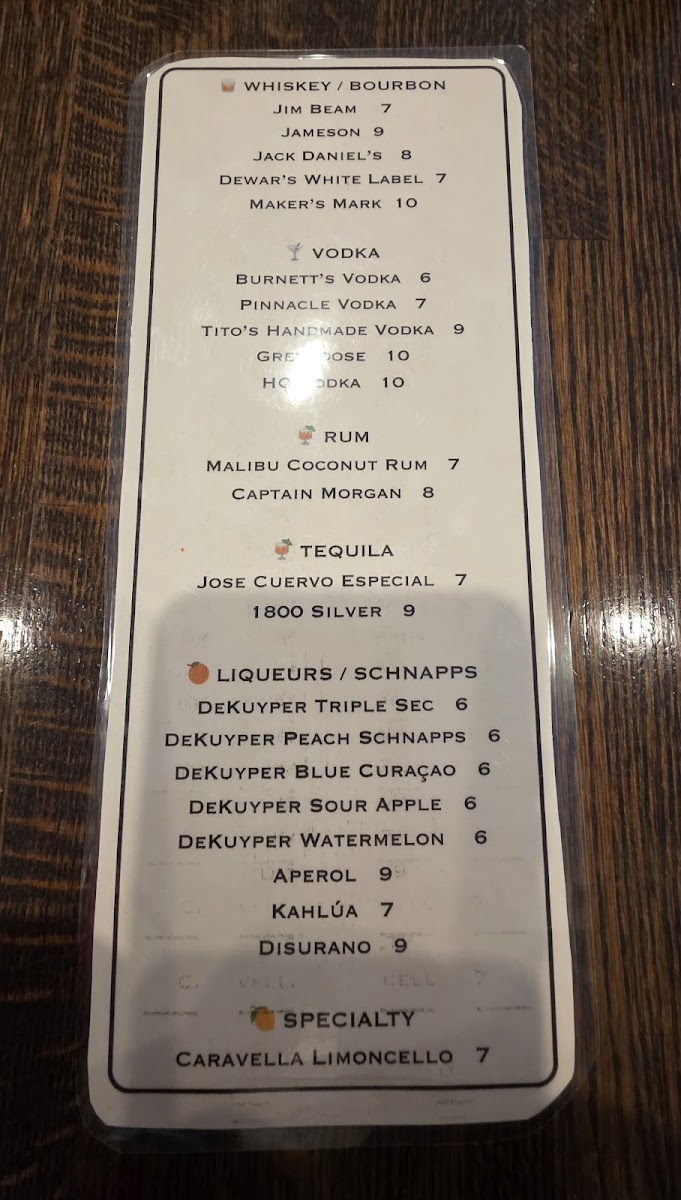 WHISKEY / BOURBON
JIM BEAM 7
JAMESON 9
JACK DANIEL'S 8
DEWAR'S WHITE LABEL 7
MAKER'S MARK 10
VODKA
BURNETT'S VODKA 6
PINNACLE VODKA 7
TITO'S HANDMADE VODKA 9
GREY GOOSE 10
VODKA 10
RUM
MALIBU COCONUT RUM 7
CAPTAIN MORGAN 8
TEQUILA
JOSE CUERVO ESPECIAL 7
1800 SILVER 9
LIQUEURS / SCHNAPPS
DEKUYPER TRIPLE SEC 6
DEKUYPER PEACH SCHNAPPS 6
DEKUYPER BLUE CURAÇAO 6
DEKUYPER SOUR APPLE 6
DEKUYPER WATERMELON 6
APEROL 9
KAHLÚA 7
DISURANO 9
SPECIALTY
CARAVELLA LIMONCELLO 7